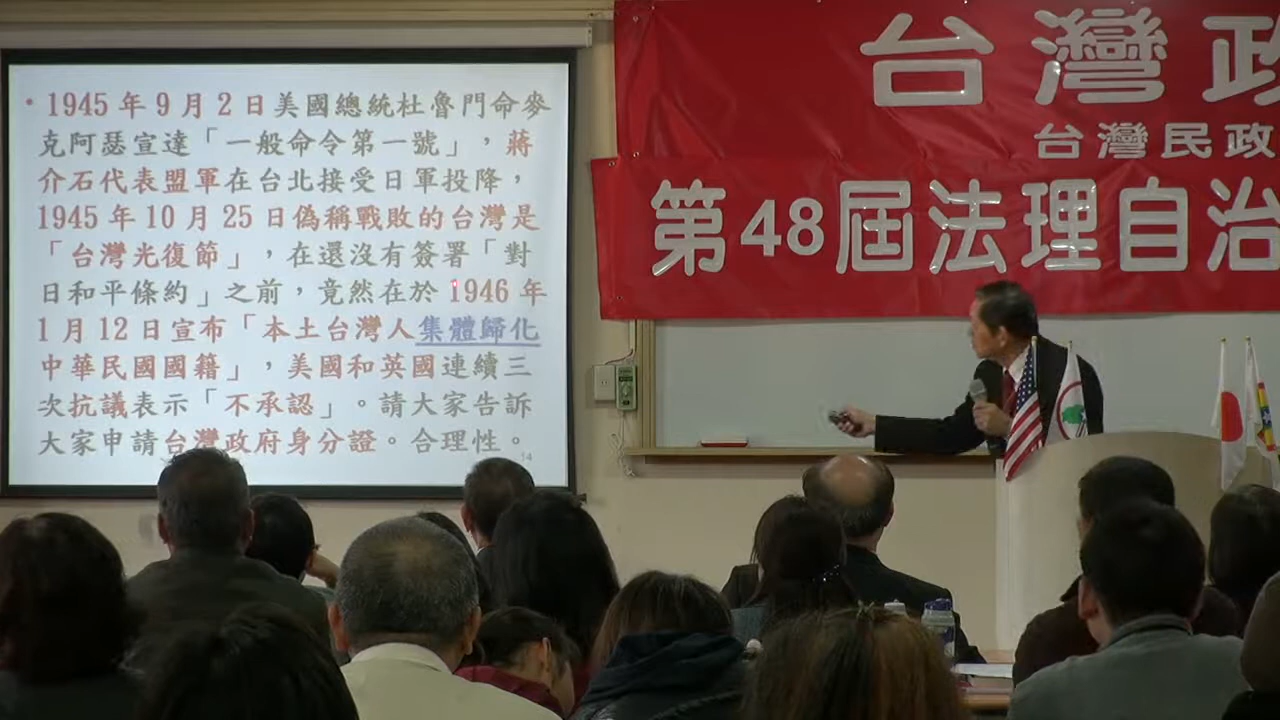 • 1945 年 9 月 2 日美國總統杜魯門命麥
克阿瑟宣達「一般命令第一號」，蔣
介石代表盟軍在台北接受日軍投降，
1945 年 10 月 25 日偽稱戰敗的台灣是
「台灣光復節」，在還沒有簽署「對
日和平條約」之前，竟然在於 1946 年
1 月 12 日宣布「本土台灣人集體歸化
中華民國國籍」，美國和英國連續三
次抗議表示「不承認」。請大家告訴
大家申請台灣政府身分證。合理性。
14
台灣政
台灣民政
第48屆法理自治